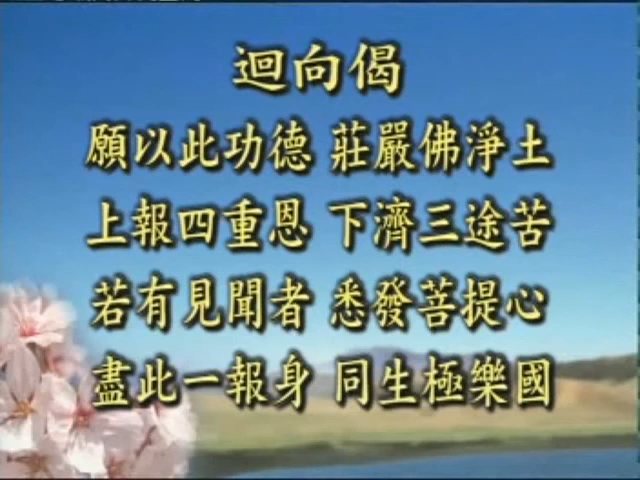 迴向偈
願以此功德 莊嚴佛淨土
上報四重恩 下濟三途苦
若有見聞者 悉發菩提心
盡此一報身 同生極樂國